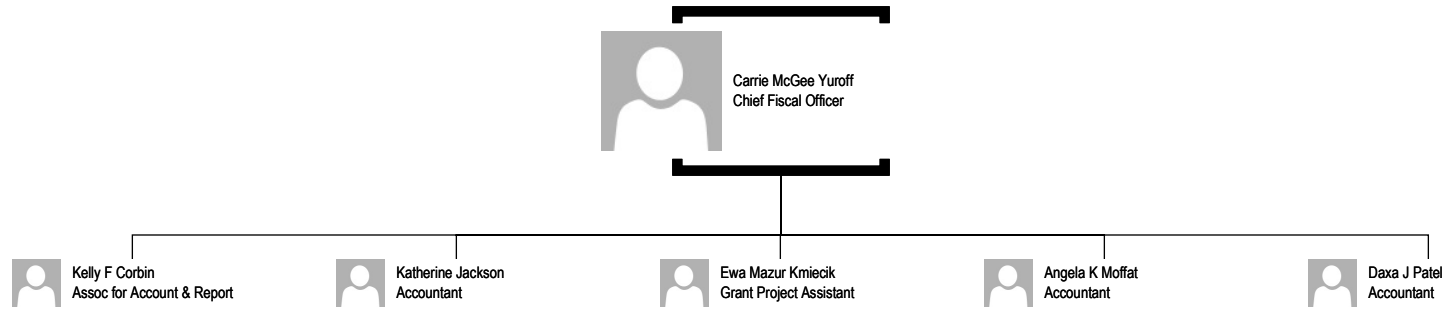 Carrie McGee Yuroff
Chief Fiscal Officer
Kelly F Corbin
Assoc for Account & Report
Katherine Jackson
Accountant
Ewa Mazur Kmiecik
Grant Project Assistant
Angela K Moffat
Accountant
Daxa J Patel
Accountant